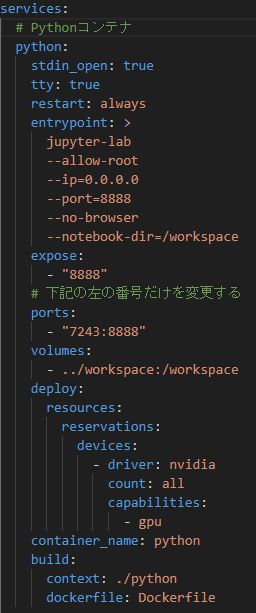 services:
  # Pythonコンテナ
  python:
    stdin_open: true
    tty: true
    restart: always
    entrypoint: >
      jupyter-lab
      --allow-root
      --ip=0.0.0.0
      --port=8888
      --no-browser
      --notebook-dir=/workspace
    expose:
      - "8888"
    # 下記の左の番号だけを変更する
    ports:
      - "7243:8888"
    volumes:
      - ../workspace:/workspace
    deploy:
      resources:
        reservations:
          devices:
            - driver: nvidia
              count: all
              capabilities:
                - gpu
    container_name: python
    build:
      context: ./python
      dockerfile: Dockerfile